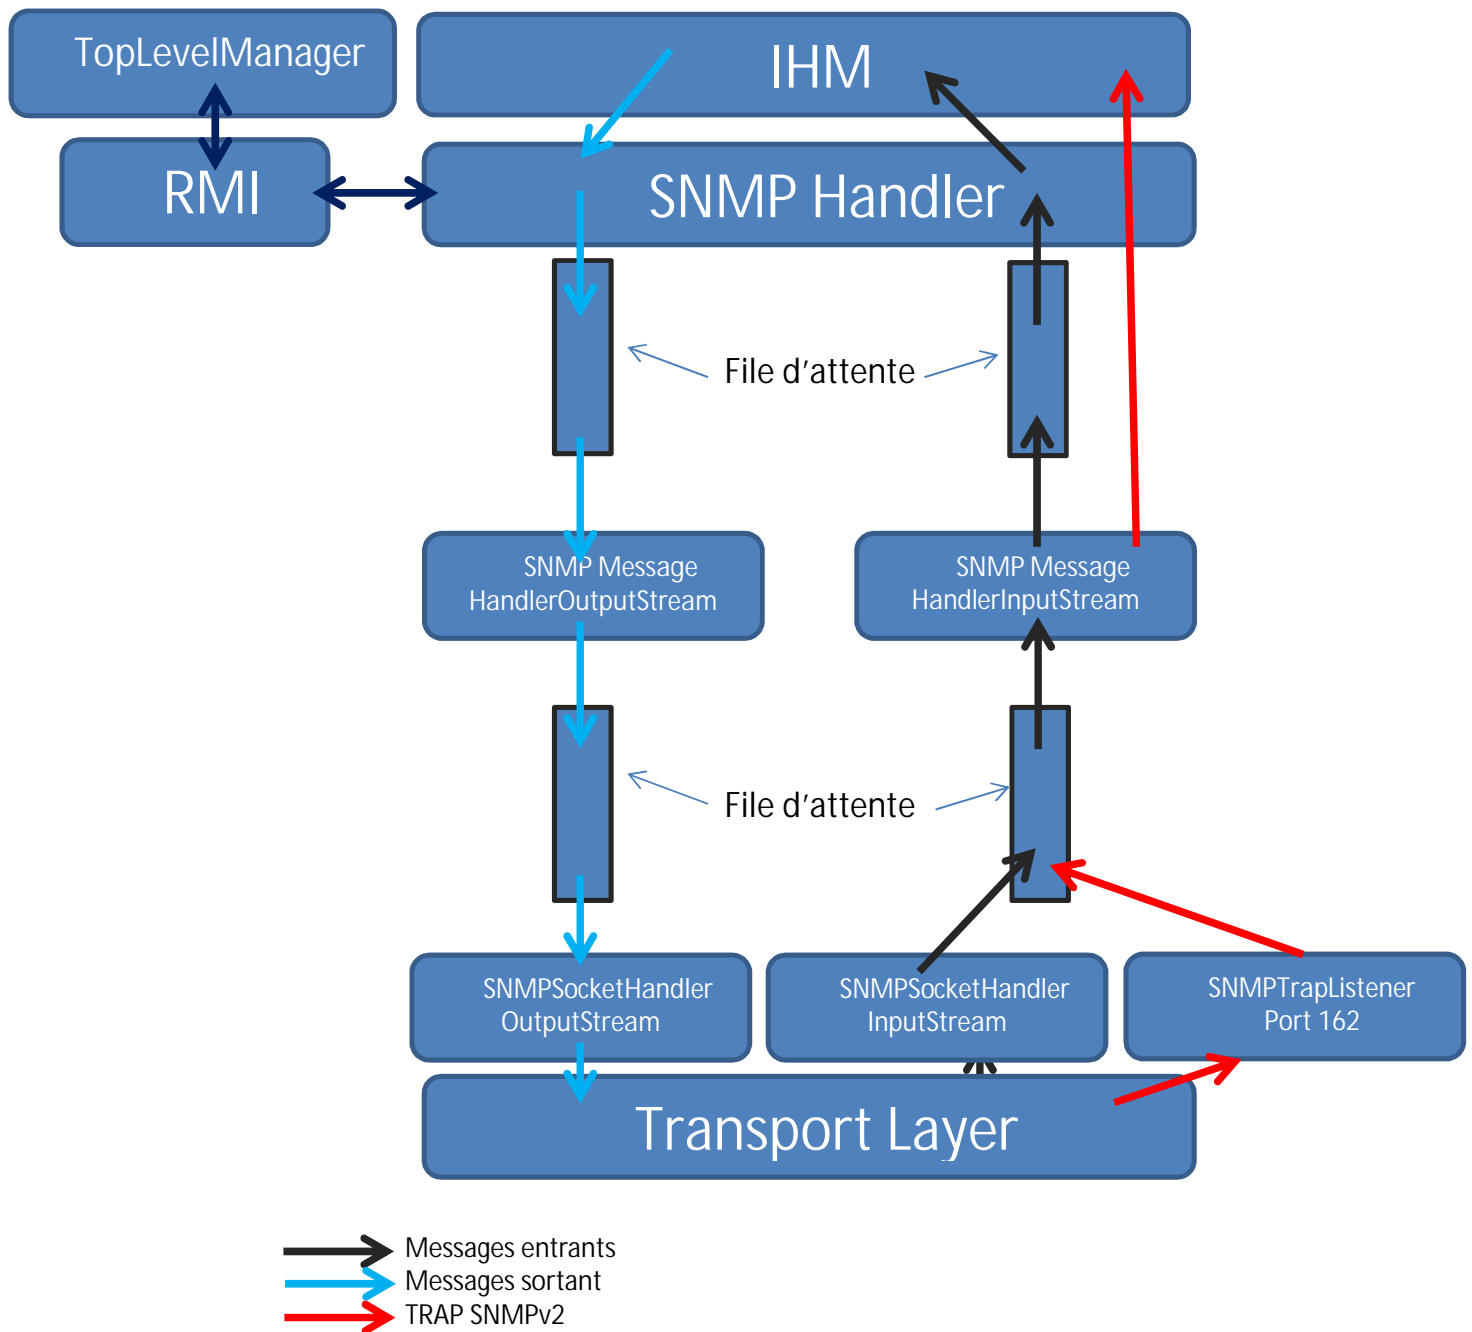 TopLevelManager
IHM
RMI
SNMP Handler
File d'attente
SNMP Message
HandlerOutputStream
SNMP Message
HandlerInputStream
File d'attente
SNMPSocketHandler
OutputStream
SNMPSocketHandler
InputStream
SNMPTrapListener
Port 162
Transport Layer
Messages entrants
Messages sortant
TRAP SNMPv2